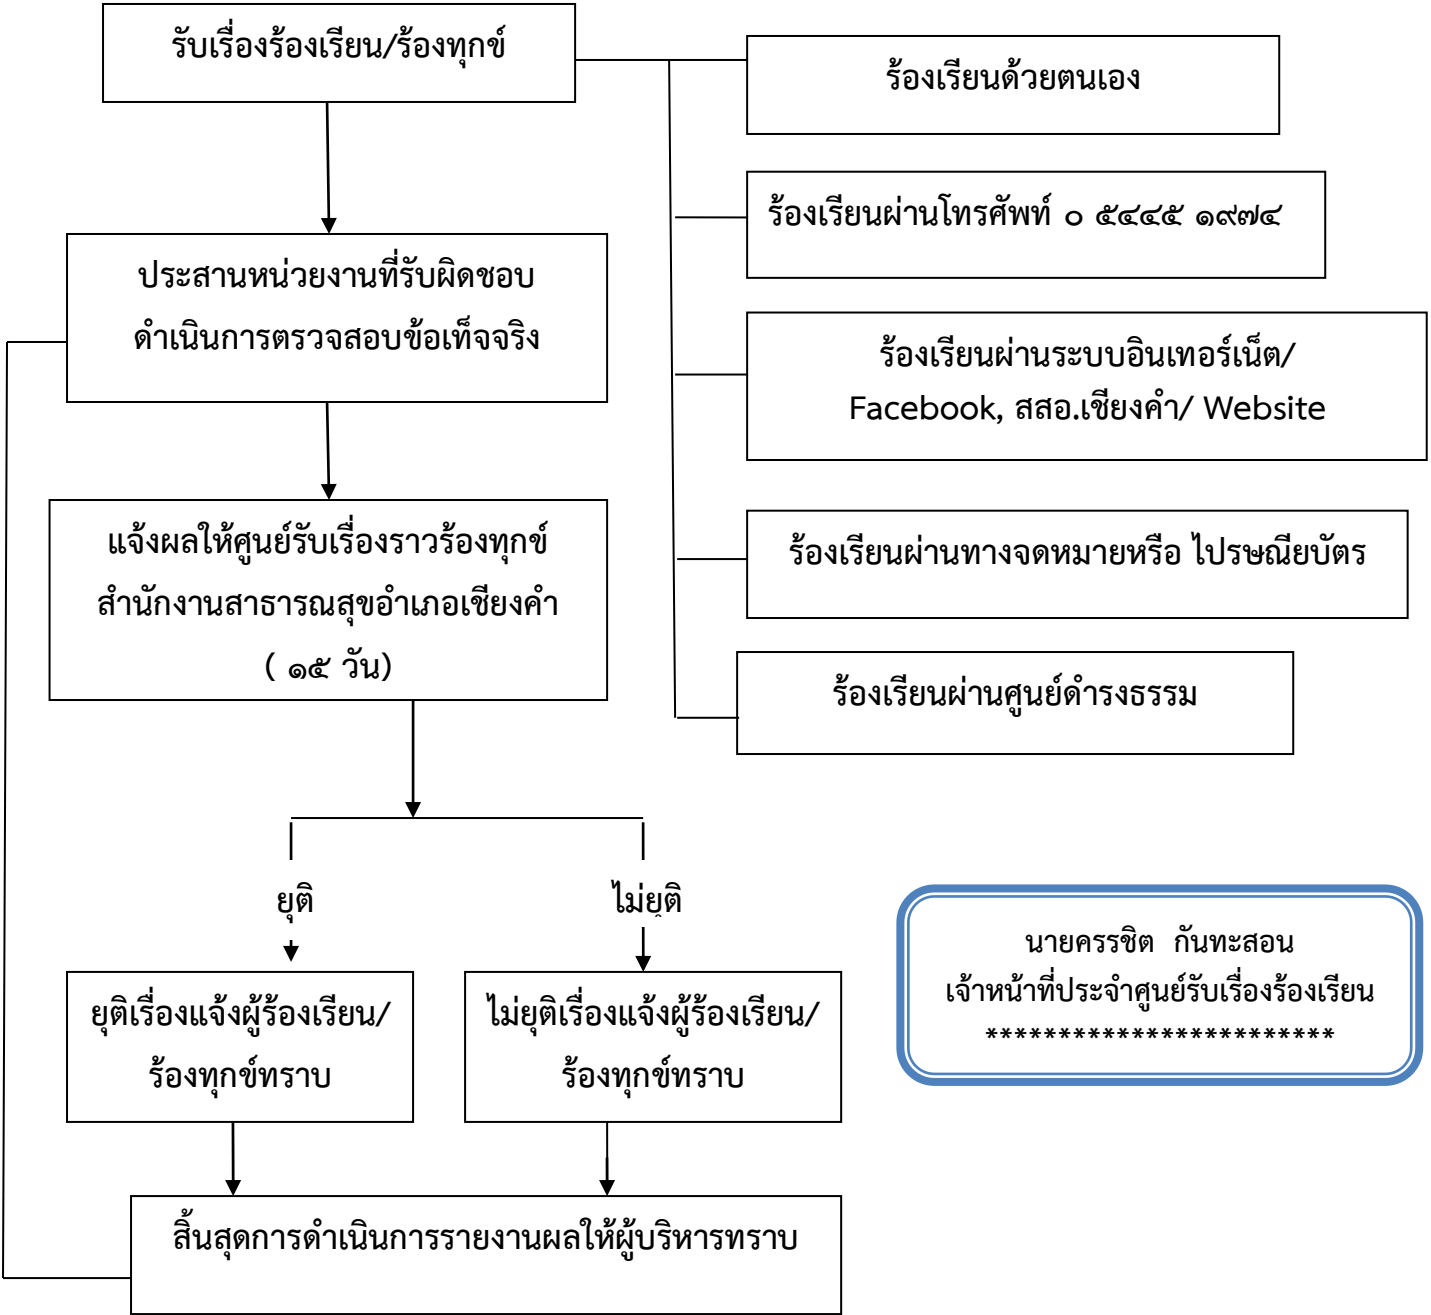 รับเรื่องร้องเรียน/ร้องทุกข์
ร้องเรียนด้วยตนเอง
ร้องเรียนผ่านโทรศัพท์ ๐ ๕๔๔๕ ๑๙๗๔
ประสานหน่วยงานที่รับผิดชอบ
ดำเนินการตรวจสอบข้อเท็จจริง
ร้องเรียนผ่านระบบอินเทอร์เน็ต/
Facebook, สสอ.เชียงคำ/ Website
แจ้งผลให้ศูนย์รับเรื่องราวร้องทุกข์
สำนักงานสาธารณสุขอำเภอเชียงคำ
( ๑๕ วัน)
ร้องเรียนผ่านทางจดหมายหรือ ไปรษณียบัตร
ร้องเรียนผ่านศูนย์ดำรงธรรม
ยุติ
ไม่ยุติ
ยุติเรื่องแจ้งผู้ร้องเรียน/
ร้องทุกข์ทราบ
ไม่ยุติเรื่องแจ้งผู้ร้องเรียน/
ร้องทุกข์ทราบ
นายครรชิต กันทะสอน
เจ้าหน้าที่ประจำศูนย์รับเรื่องร้องเรียน
************************
สิ้นสุดการดำเนินการรายงานผลให้ผู้บริหารทราบ